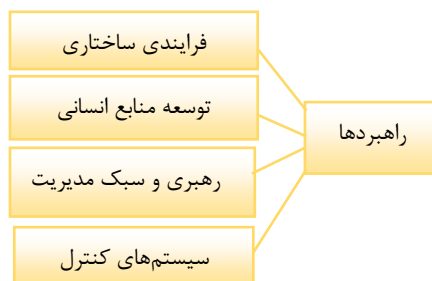 فرایندی ساختاری
توسعه منابع انسانی
راهبردها
رهبری و سبک مدیریت
سیستم‌های کنترل